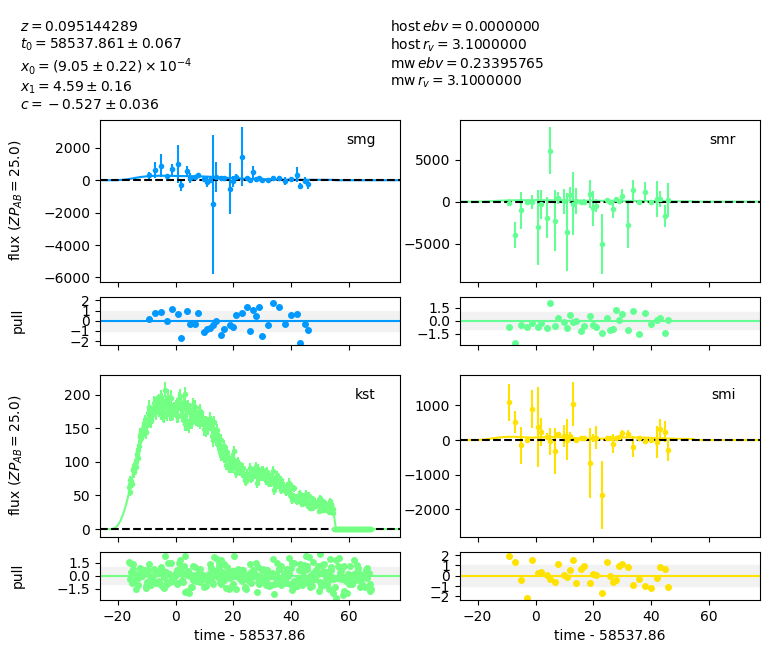 z = 0.095144289
t₀ = 58537.861 ± 0.067
x₀ = (9.05 ± 0.22) × 10⁻⁴
x₁ = 4.59 ± 0.16
c = −0.527 ± 0.036
host ebv = 0.0000000
host r_v = 3.1000000
mw ebv = 0.23395765
mw r_v = 3.1000000
flux (ZP_AB = 25.0)
2000
0
−2000
−4000
−6000
smg
5000
0
−5000
smr
pull
2
1
0
−1
−2
1.5
0.0
−1.5
flux (ZP_AB = 25.0)
200
150
100
50
0
kst
1000
0
−1000
−2000
smi
pull
1.5
0.0
−1.5
2
1
0
−1
−2
−20 0 20 40 60
time - 58537.86
−20 0 20 40 60
time - 58537.86